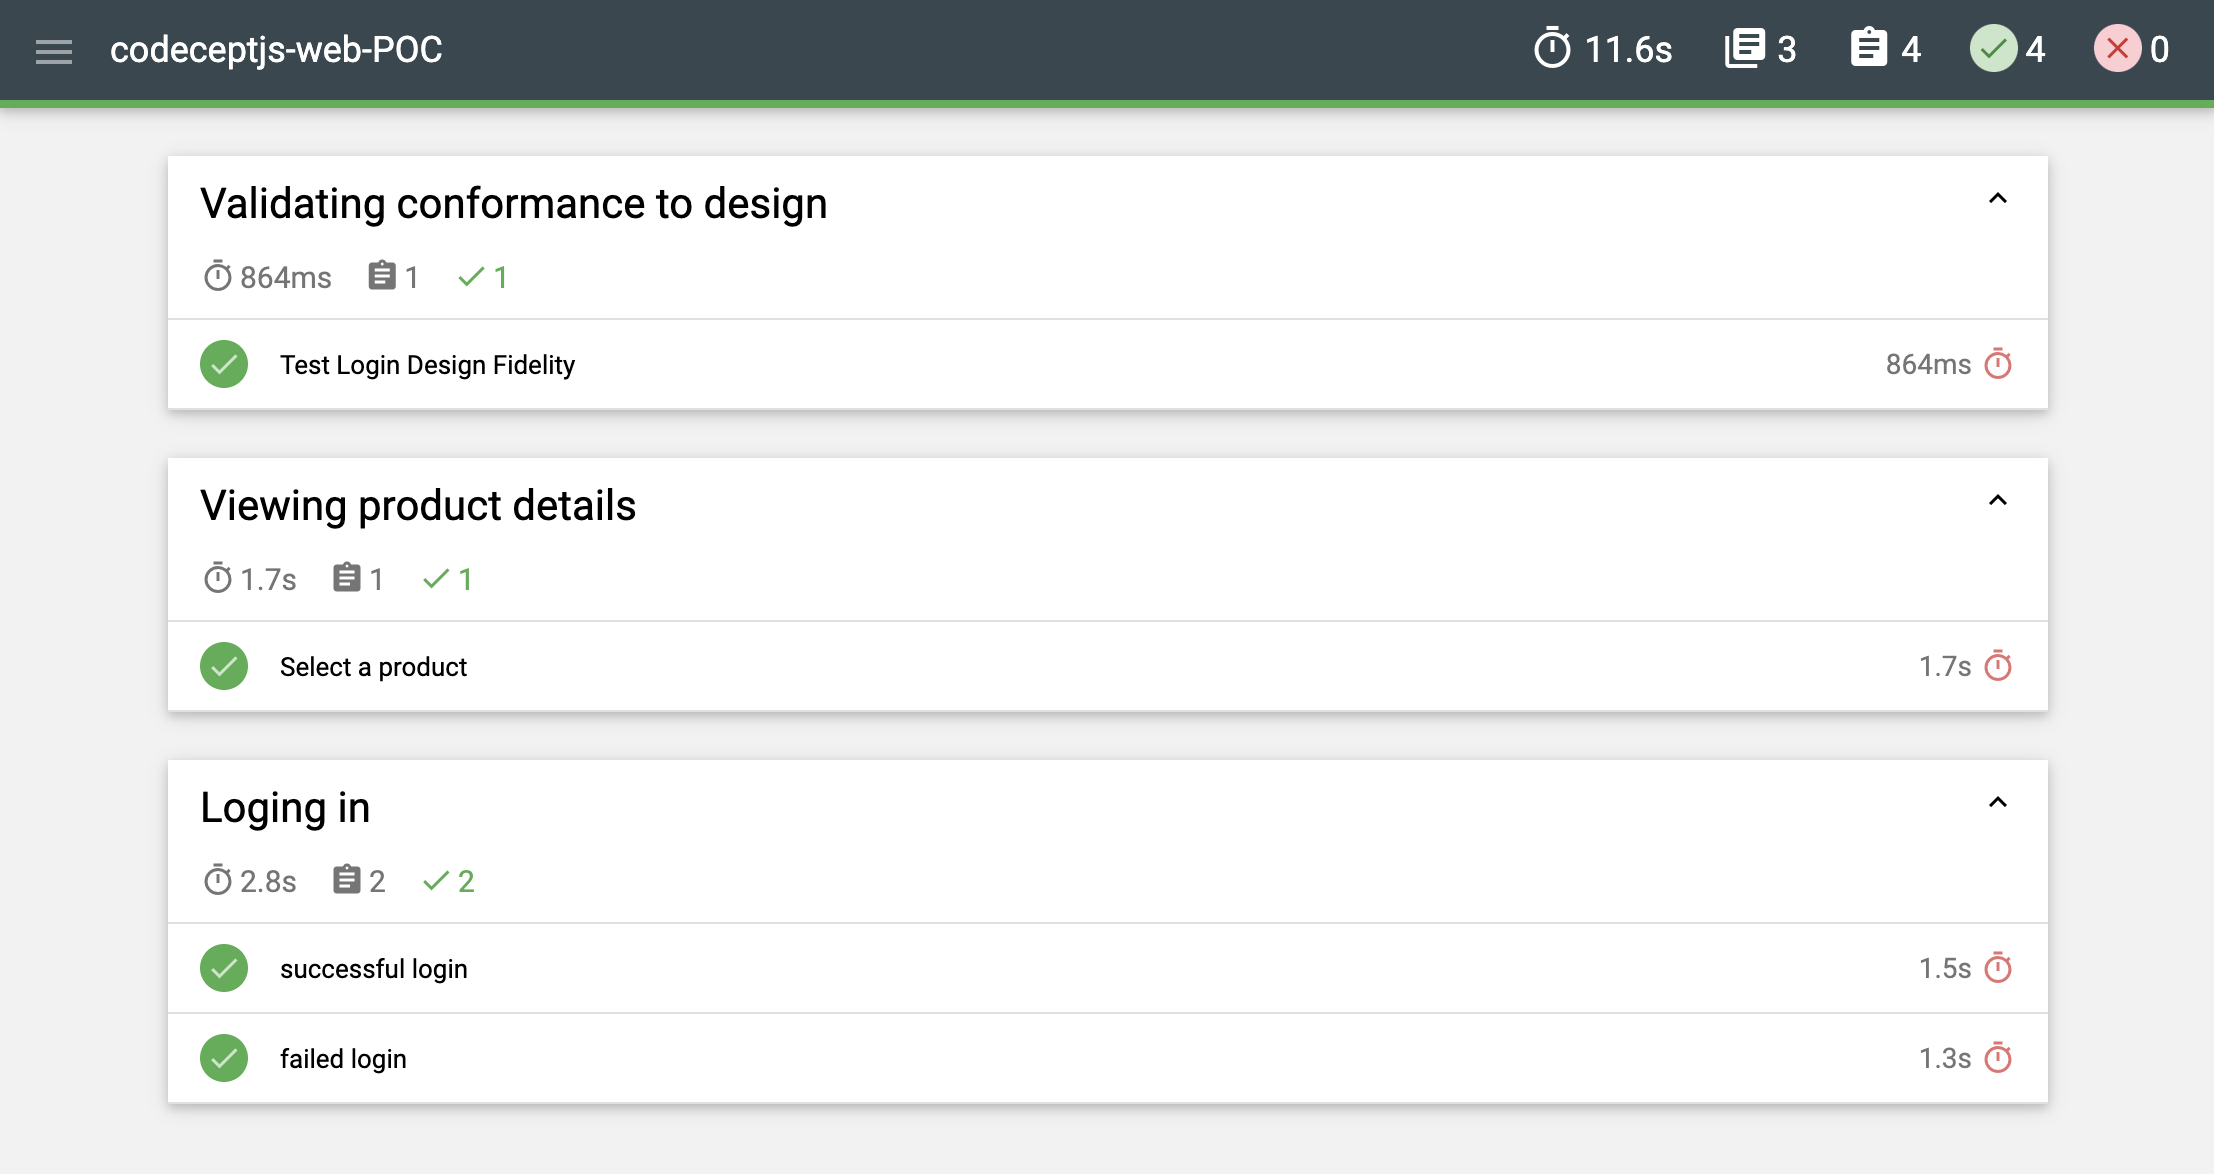 codeceptjs-web-POC 11.6s 3 4 4 0
Validating conformance to design
864ms 1 1
Test Login Design Fidelity 864ms
Viewing product details
1.7s 1 1
Select a product 1.7s
Loging in
2.8s 2 2
successful login 1.5s
failed login 1.3s